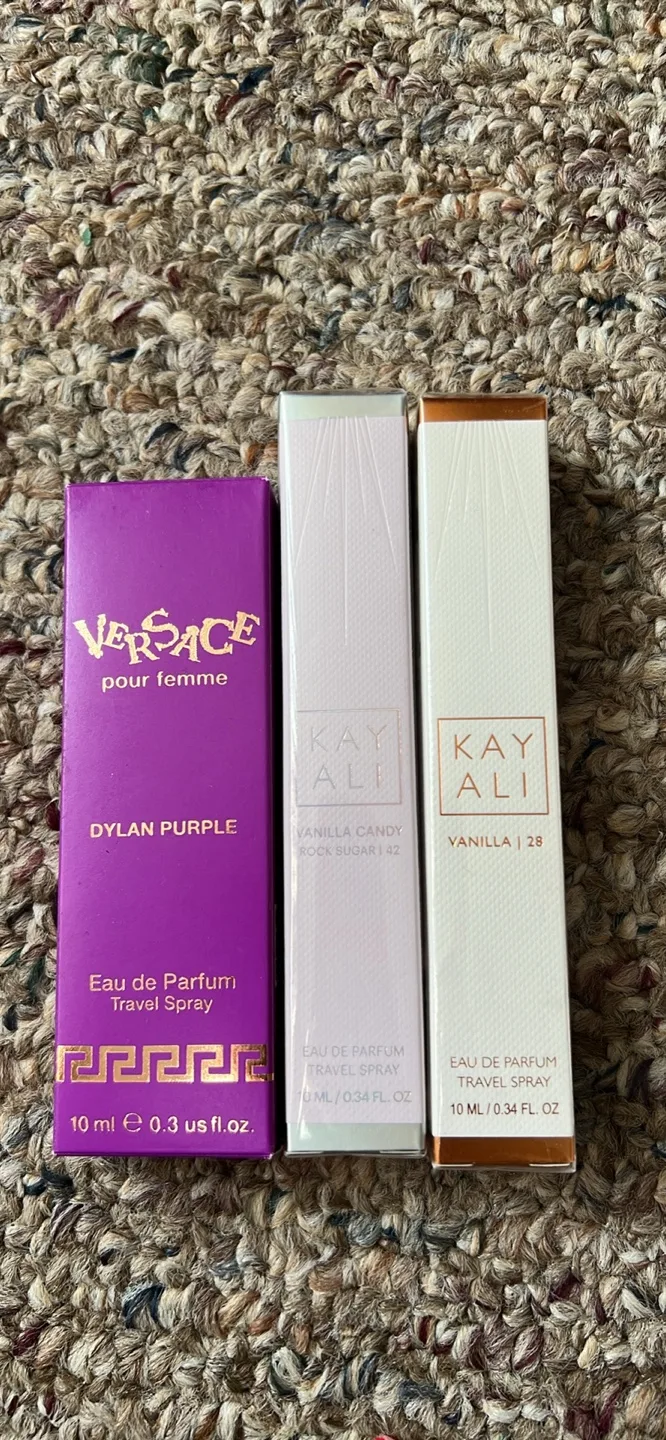 VERSACE
pour femme
DYLAN PURPLE
Eau de Parfum
Travel Spray
10 ml ℮ 0.3 us fl.oz.
KAY
ALI
VANILLA CANDY
ROCK SUGAR | 42
EAU DE PARFUM
TRAVEL SPRAY
10 ML / 0.34 FL. OZ
KAY
ALI
VANILLA | 28
EAU DE PARFUM
TRAVEL SPRAY
10 ML / 0.34 FL. OZ